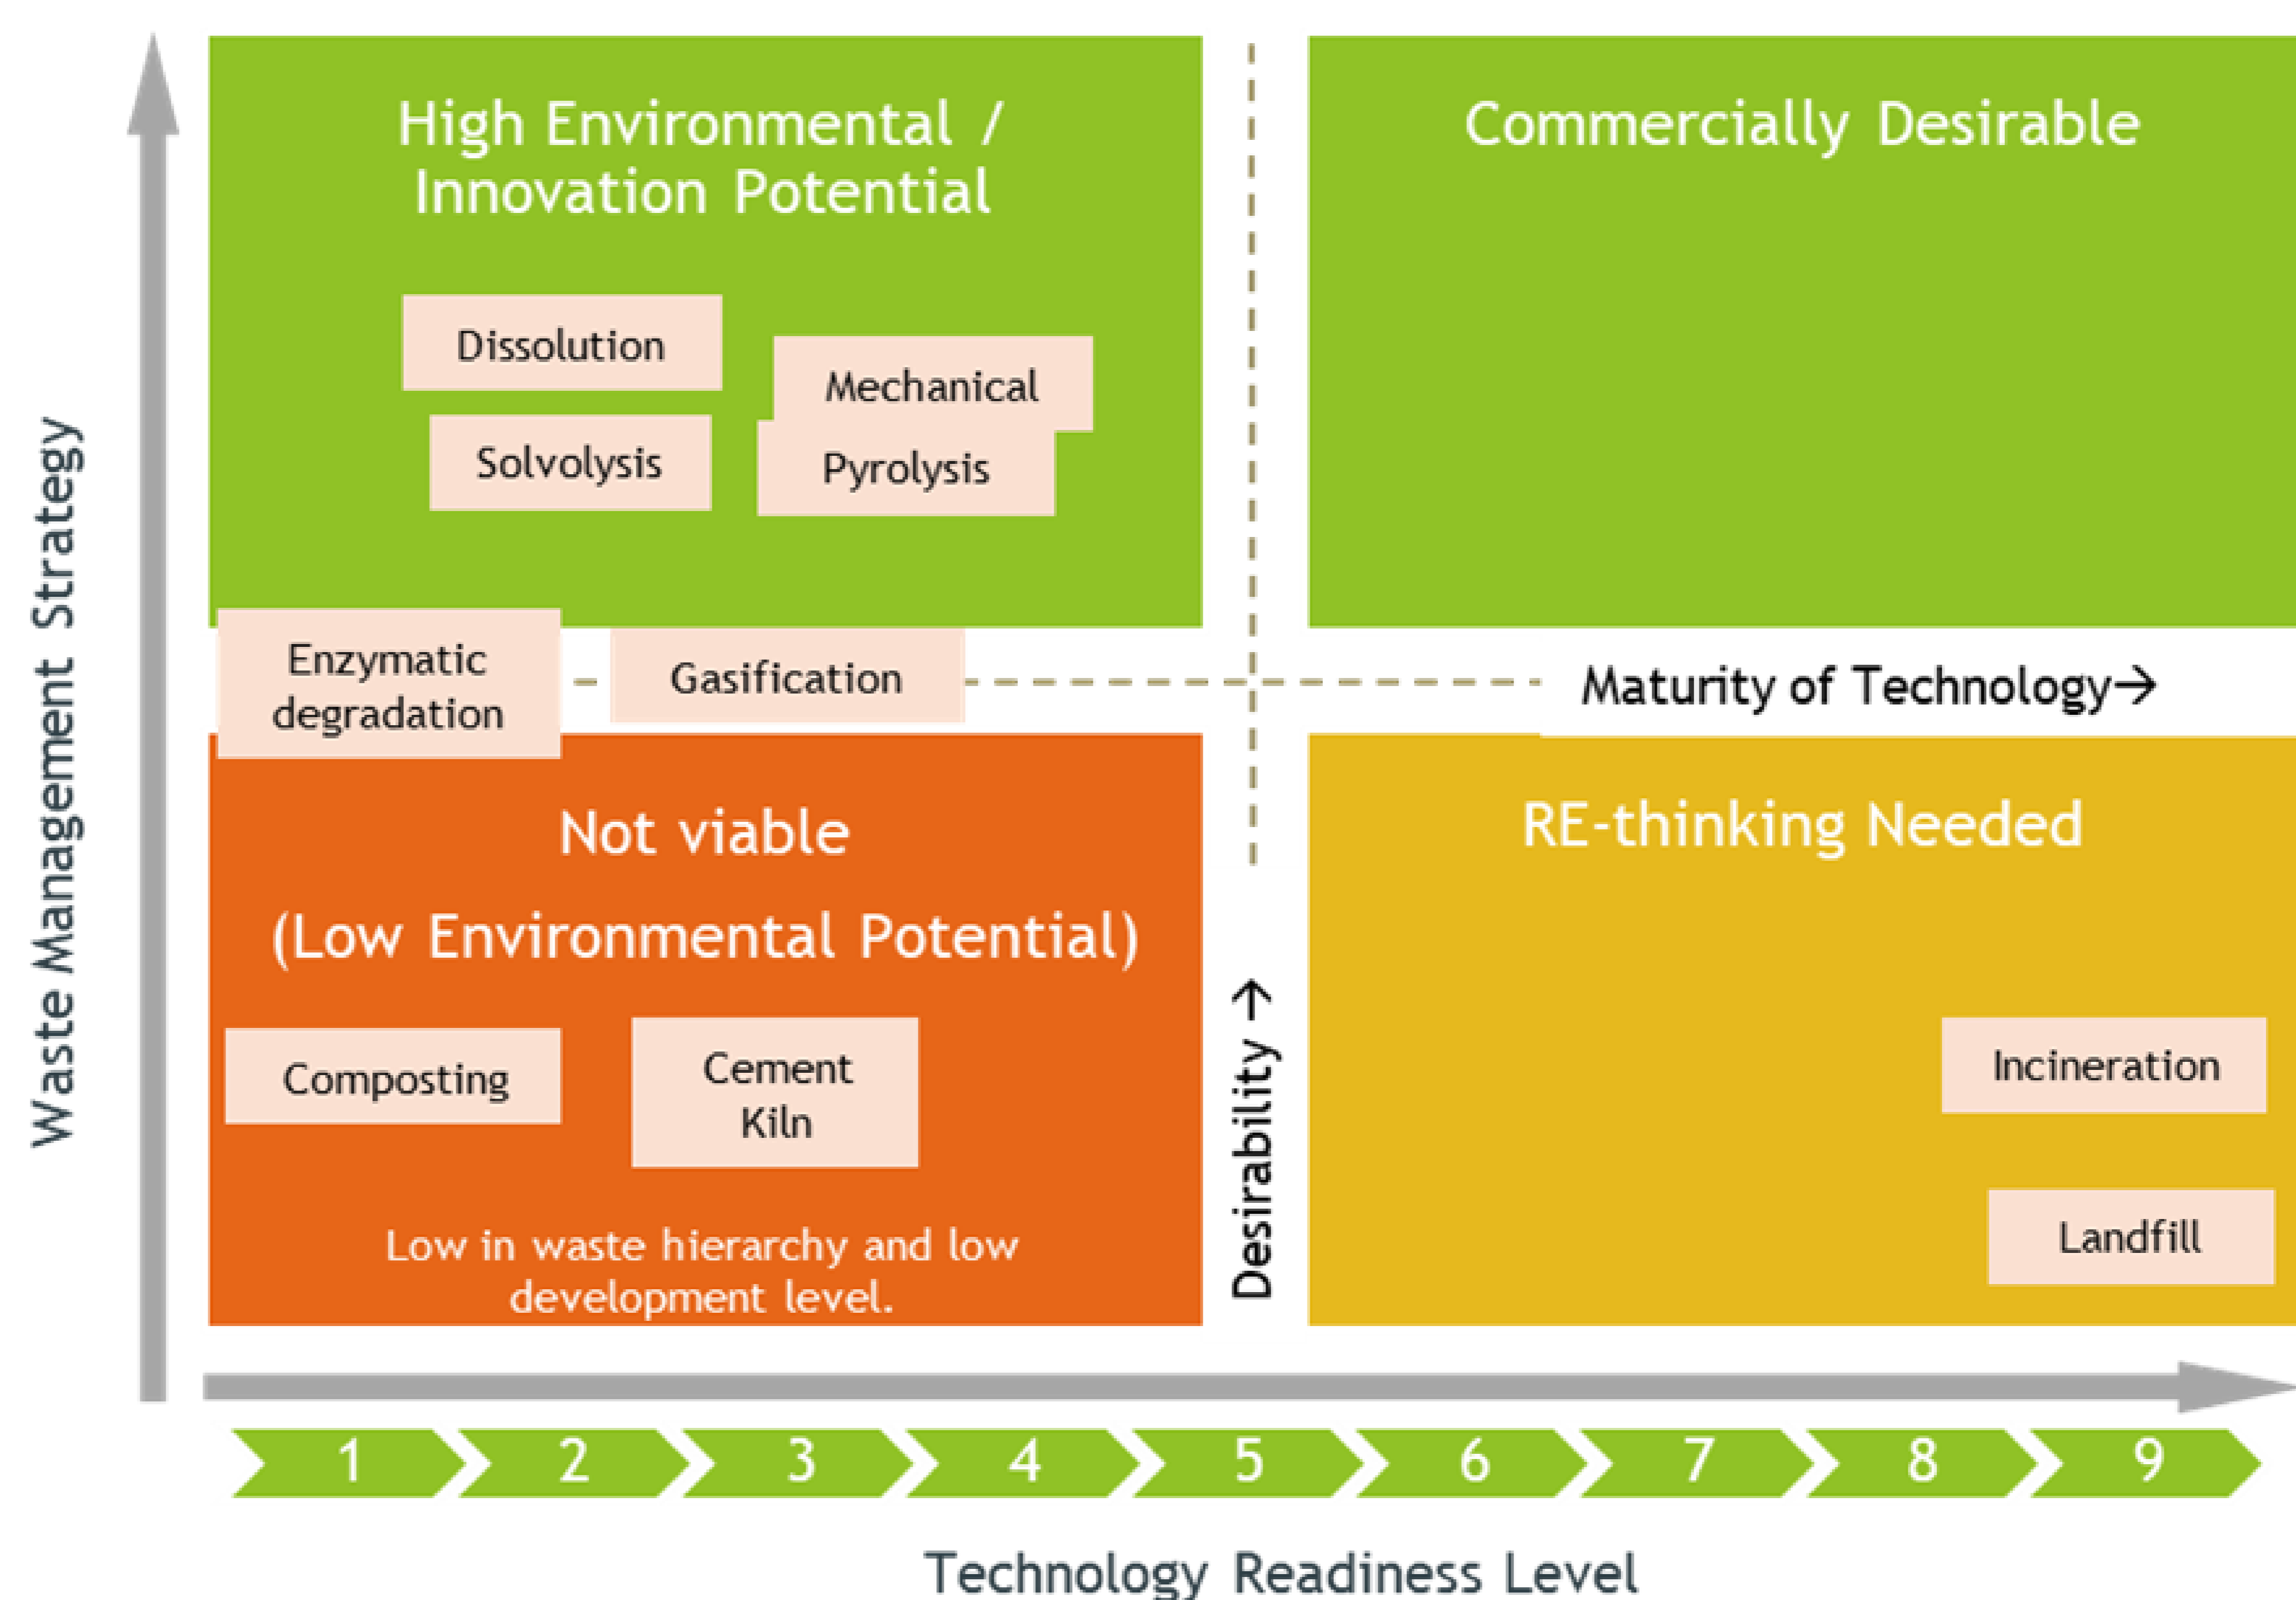 High Environmental /
Innovation Potential
Commercially Desirable
Dissolution
Mechanical
Solvolysis
Pyrolysis
Enzymatic
degradation
Gasification
Maturity of Technology→
Not viable
(Low Environmental Potential)
RE-thinking Needed
Composting
Cement
Kiln
Incineration
Landfill
Low in waste hierarchy and low
development level.
Desirability →
Waste Management Strategy
1 2 3 4 5 6 7 8 9
Technology Readiness Level